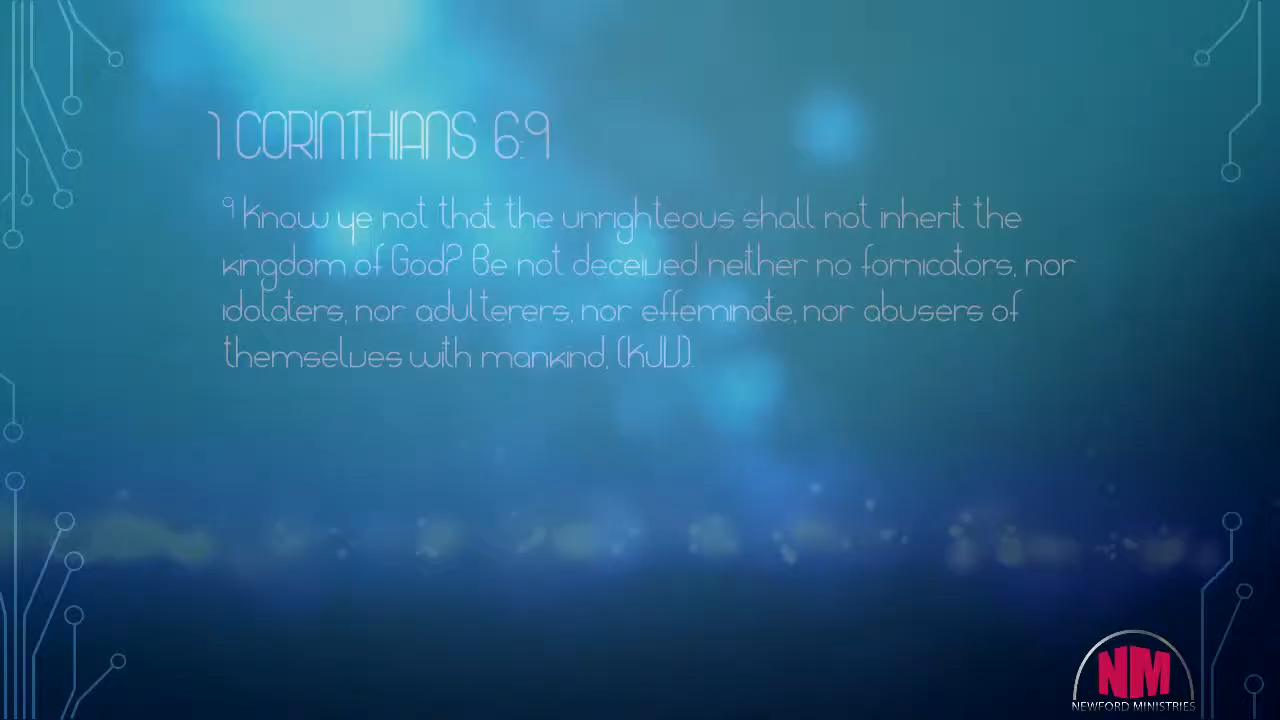 1 CORINTHIANS 6:9
9 Know ye not that the unrighteous shall not inherit the
kingdom of God? Be not deceived neither no fornicators, nor
idolaters, nor adulterers, nor effeminate, nor abusers of
themselves with mankind, (KJV).
NM
NEWFORD MINISTRIES